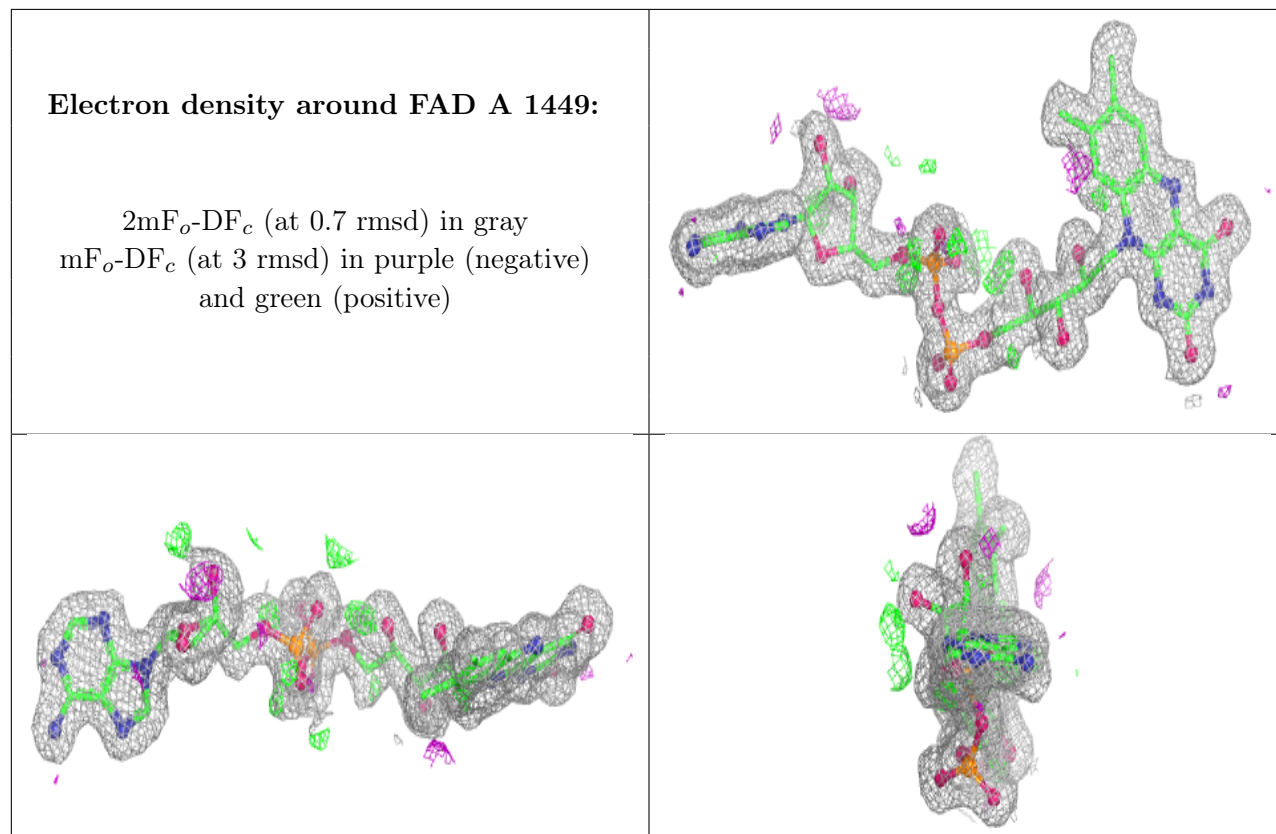 Electron density around FAD A 1449:
2mFo-DFc (at 0.7 rmsd) in gray
mFo-DFc (at 3 rmsd) in purple (negative)
and green (positive)